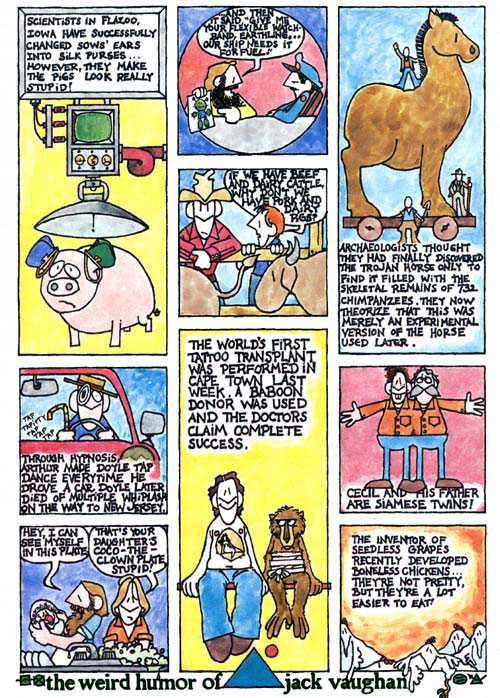 SCIENTISTS IN FLAZOO,
IOWA HAVE SUCCESSFULLY
CHANGED SOWS' EARS
INTO SILK PURSES...
HOWEVER, THEY MAKE
THE PIGS LOOK REALLY
STUPID!
...AND THEN
IT SAID, "GIVE ME
YOUR FLEXIBLE WATCH-
BAND, EARTHLING...
OUR SHIP NEEDS IT
FOR FUEL!"
IF WE HAVE BEEF
AND DAIRY CATTLE,
WHY DON'T WE
HAVE PORK AND
DAIRY
PIGS?
ARCHAEOLOGISTS THOUGHT
THEY HAD FINALLY DISCOVERED
THE TROJAN HORSE ONLY TO
FIND IT FILLED WITH THE
SKELETAL REMAINS OF 732
CHIMPANZEES. THEY NOW
THEORIZE THAT THIS WAS
MERELY AN EXPERIMENTAL
VERSION OF THE HORSE
USED LATER.
TAP
TAPITY
TAP TAP
TAP
THROUGH HYPNOSIS,
ARTHUR MADE DOYLE TAP
DANCE EVERYTIME HE
DROVE A CAR. DOYLE LATER
DIED OF MULTIPLE WHIPLASH
ON THE WAY TO NEW JERSEY.
THE WORLD'S FIRST
TATTOO TRANSPLANT
WAS PERFORMED IN
CAPE TOWN LAST
WEEK. A BABOON
DONOR WAS USED
AND THE DOCTORS
CLAIM COMPLETE
SUCCESS.
CECIL AND HIS FATHER
ARE SIAMESE TWINS!
HEY, I CAN
SEE MYSELF
IN THIS PLATE!
THAT'S YOUR
DAUGHTER'S
COCO-THE-
CLOWN PLATE,
STUPID!
THE INVENTOR OF
SEEDLESS GRAPES
RECENTLY DEVELOPED
BONELESS CHICKENS...
THEY'RE NOT PRETTY,
BUT THEY'RE A LOT
EASIER TO EAT!
the weird humor of jack vaughan